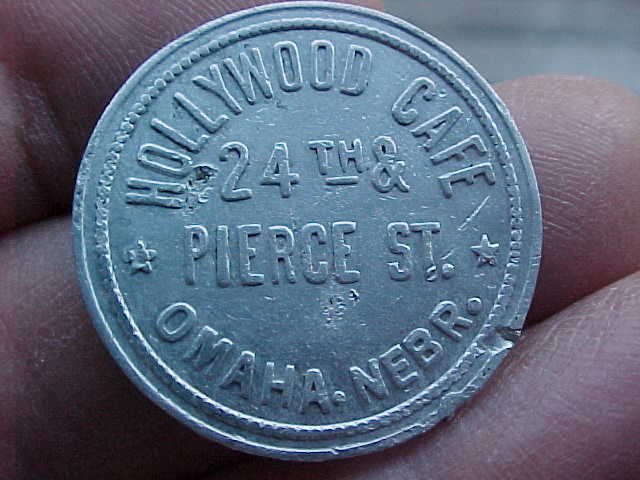 HOLLYWOOD CAFE
24TH &
PIERCE ST.
OMAHA. NEBR.